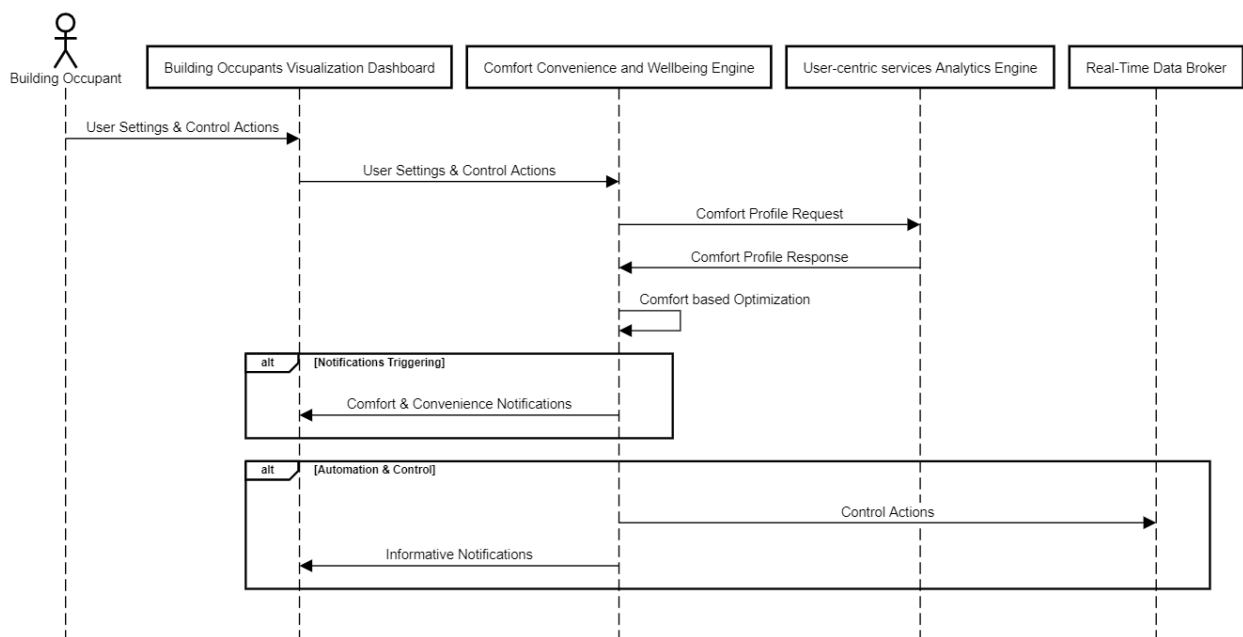 Building Occupant
Building Occupants Visualization Dashboard
Comfort Convenience and Wellbeing Engine
User-centric services Analytics Engine
Real-Time Data Broker
User Settings & Control Actions
User Settings & Control Actions
Comfort Profile Request
Comfort Profile Response
Comfort based Optimization
alt
[Notifications Triggering]
Comfort & Convenience Notifications
alt
[Automation & Control]
Control Actions
Informative Notifications